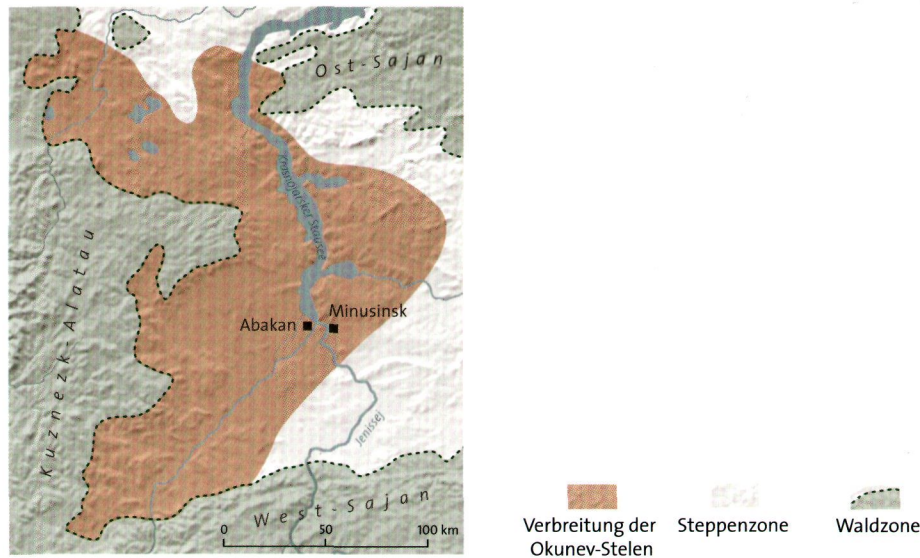 Ost-Sajan
Krasnojarsker Stausee
Kuznezk-Alatau
Abakan
Minusinsk
Jenissej
West-Sajan
0 50 100 km
Verbreitung der
Okunev-Stelen
Steppenzone
Waldzone